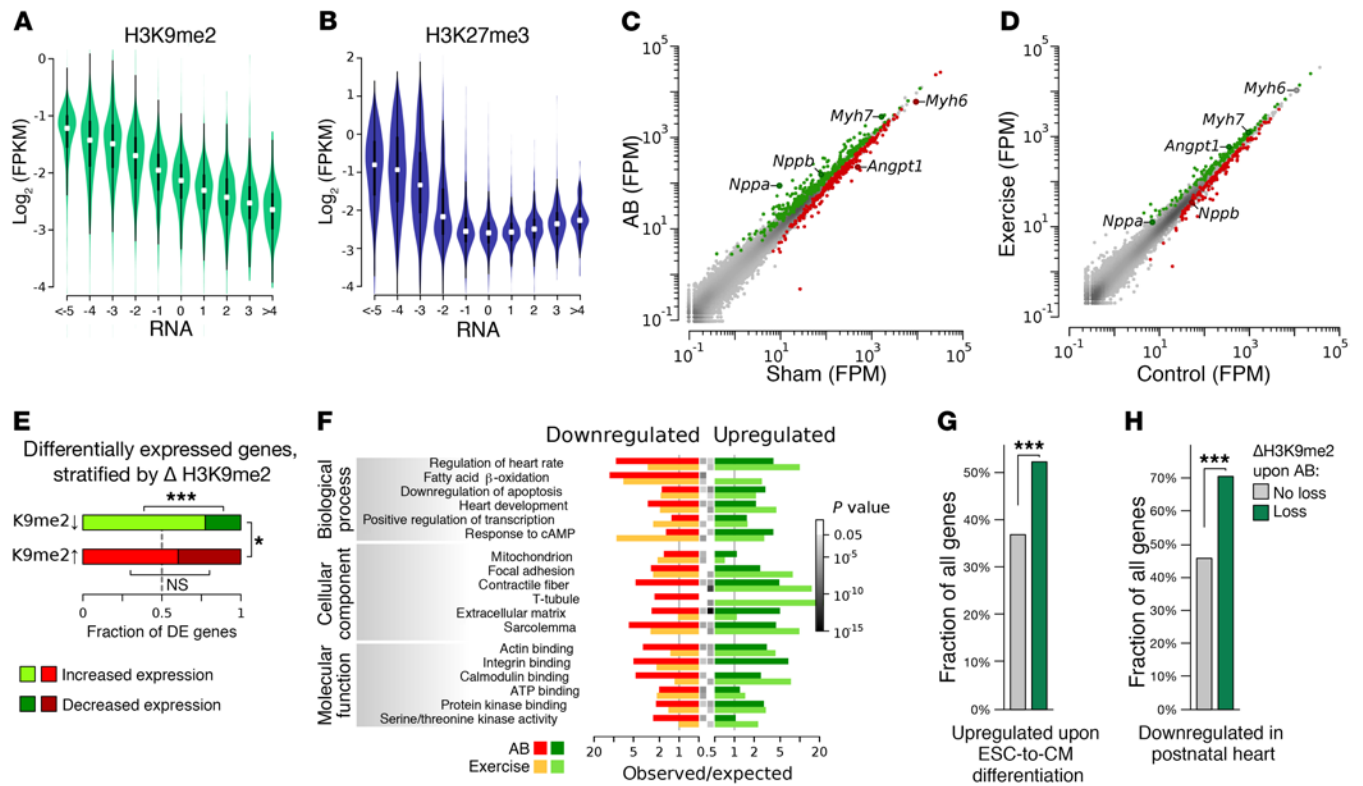 A
H3K9me2
Log2 (FPKM)
0
-1
-2
-3
-4
<-5 -4 -3 -2 -1 0 1 2 3 >4
RNA
B
H3K27me3
Log2 (FPKM)
2
1
0
-1
-2
-3
-4
<-5 -4 -3 -2 -1 0 1 2 3 >4
RNA
C
AB (FPM)
10^5
10^3
10^1
10^-1
Myh7
Myh6
Nppb
Angpt1
Nppa
10^-1 10^1 10^3 10^5
Sham (FPM)
D
Exercise (FPM)
10^5
10^3
10^1
10^-1
Myh6
Myh7
Angpt1
Nppa
Nppb
10^-1 10^1 10^3 10^5
Control (FPM)
E
Differentially expressed genes,
stratified by Δ H3K9me2
***
K9me2↓
*
K9me2↑
NS
0 0.5 1
Fraction of DE genes
Increased expression
Decreased expression
F
Downregulated Upregulated
Biological
process
Regulation of heart rate
Fatty acid β-oxidation
Downregulation of apoptosis
Heart development
Positive regulation of transcription
Response to cAMP
Cellular
component
Mitochondrion
Focal adhesion
Contractile fiber
T-tubule
Extracellular matrix
Sarcolemma
Molecular
function
Actin binding
Integrin binding
Calmodulin binding
ATP binding
Protein kinase binding
Serine/threonine kinase activity
P value
0.05
10^5
10^-10
10^-15
20 5 2 1 0.5 1 2 5 20
AB
Exercise
Observed/expected
G
***
Fraction of all genes
50%
40%
30%
20%
10%
0%
Upregulated upon
ESC-to-CM
differentiation
H
***
Fraction of all genes
70%
60%
50%
40%
30%
20%
10%
0%
Downregulated in
postnatal heart
ΔH3K9me2
upon AB:
No loss
Loss